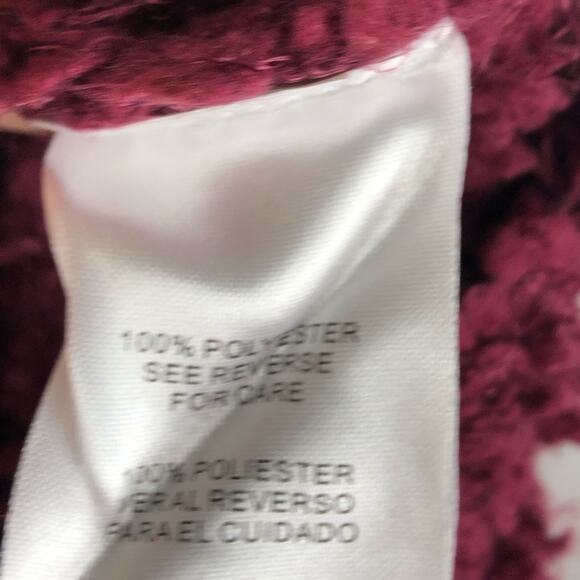 100% POLYESTER
SEE REVERSE
FOR CARE
100% POLIESTER
VER AL REVERSO
PARA EL CUIDADO